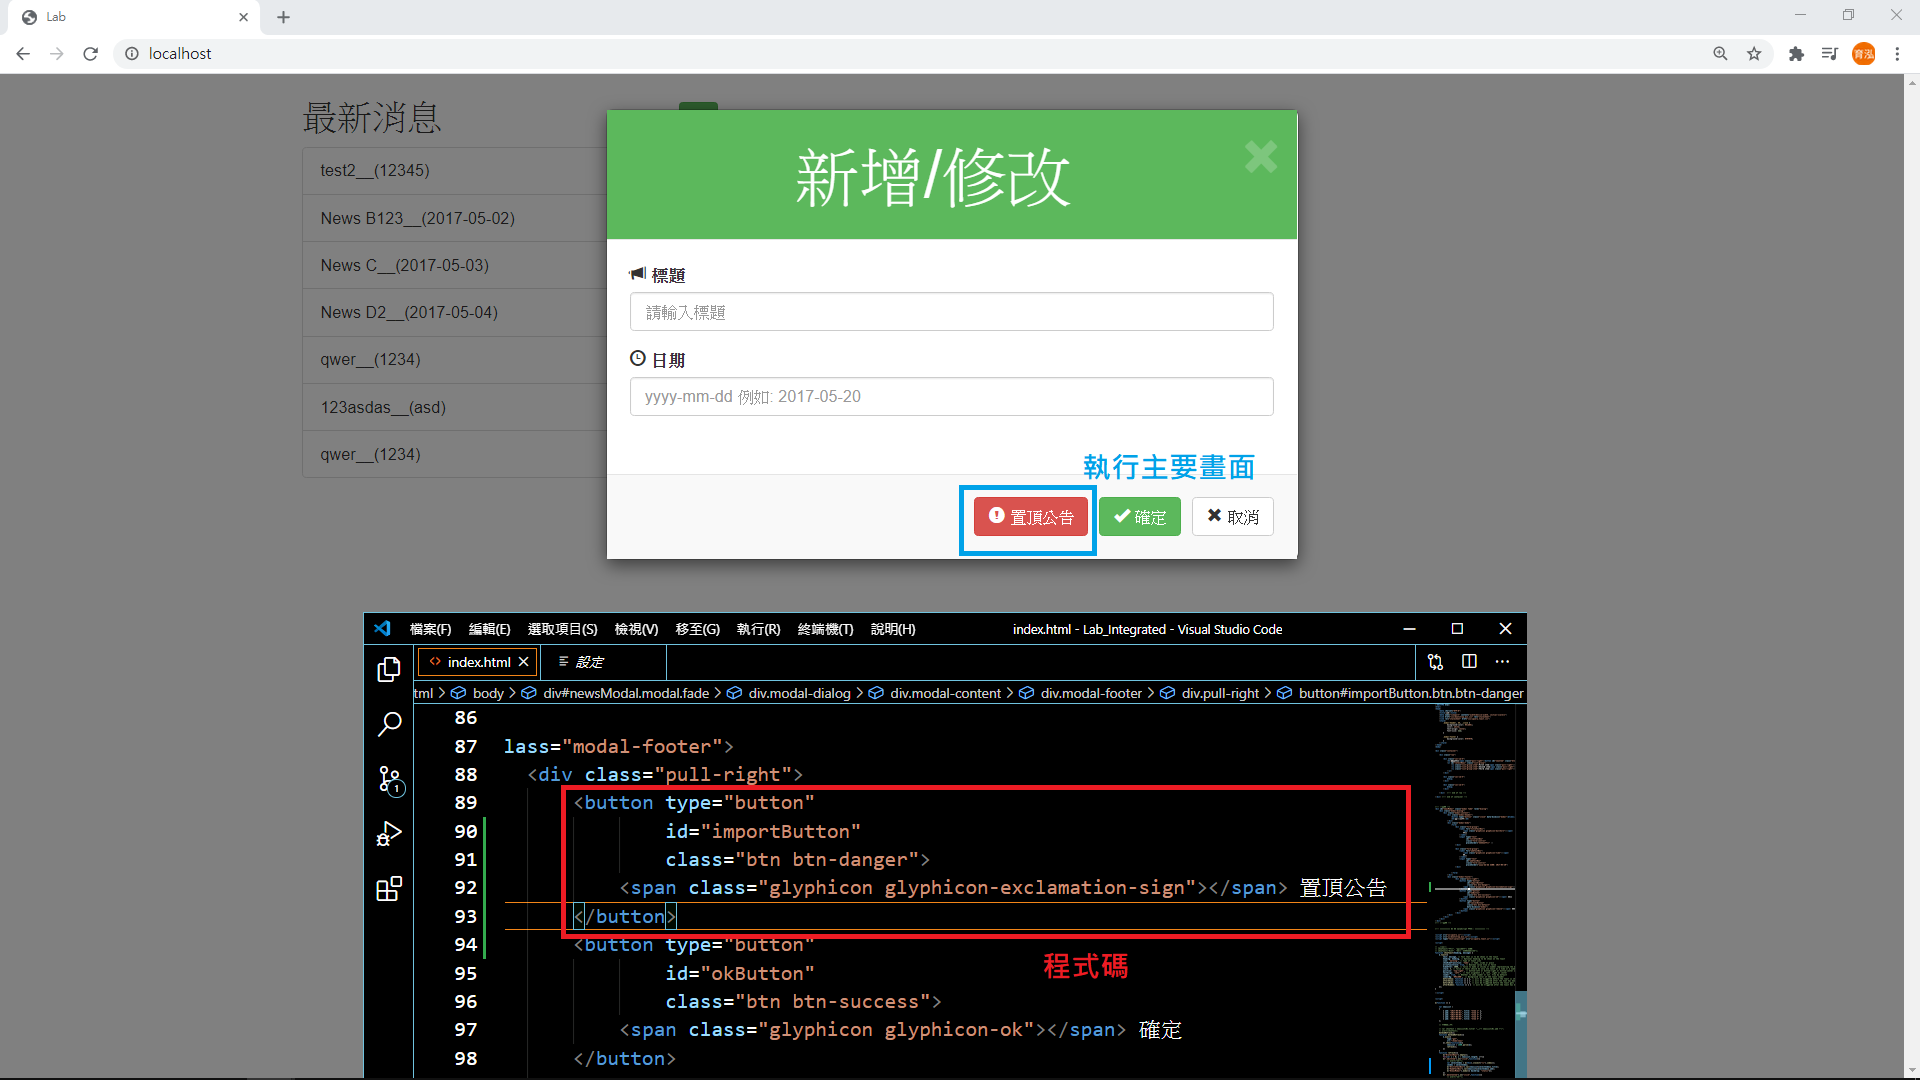 Lab
localhost
育泓
最新消息
test2__(12345)
News B123__(2017-05-02)
News C__(2017-05-03)
News D2__(2017-05-04)
qwer__(1234)
123asdas__(asd)
qwer__(1234)
新增/修改
標題
請輸入標題
日期
yyyy-mm-dd 例如: 2017-05-20
執行主要畫面
置頂公告 確定 取消
檔案(F) 編輯(E) 選取項目(S) 檢視(V) 移至(G) 執行(R) 終端機(T) 說明(H) index.html - Lab_Integrated - Visual Studio Code
index.html 設定
tml > body > div#newsModal.modal.fade > div.modal-dialog > div.modal-content > div.modal-footer > div.pull-right > button#importButton.btn.btn-danger
1
86
87 lass="modal-footer">
88 <div class="pull-right">
89 <button type="button"
90 id="importButton"
91 class="btn btn-danger">
92 <span class="glyphicon glyphicon-exclamation-sign"></span> 置頂公告
93 </button>
94 <button type="button"
95 id="okButton"
程式碼
96 class="btn btn-success">
97 <span class="glyphicon glyphicon-ok"></span> 確定
98 </button>